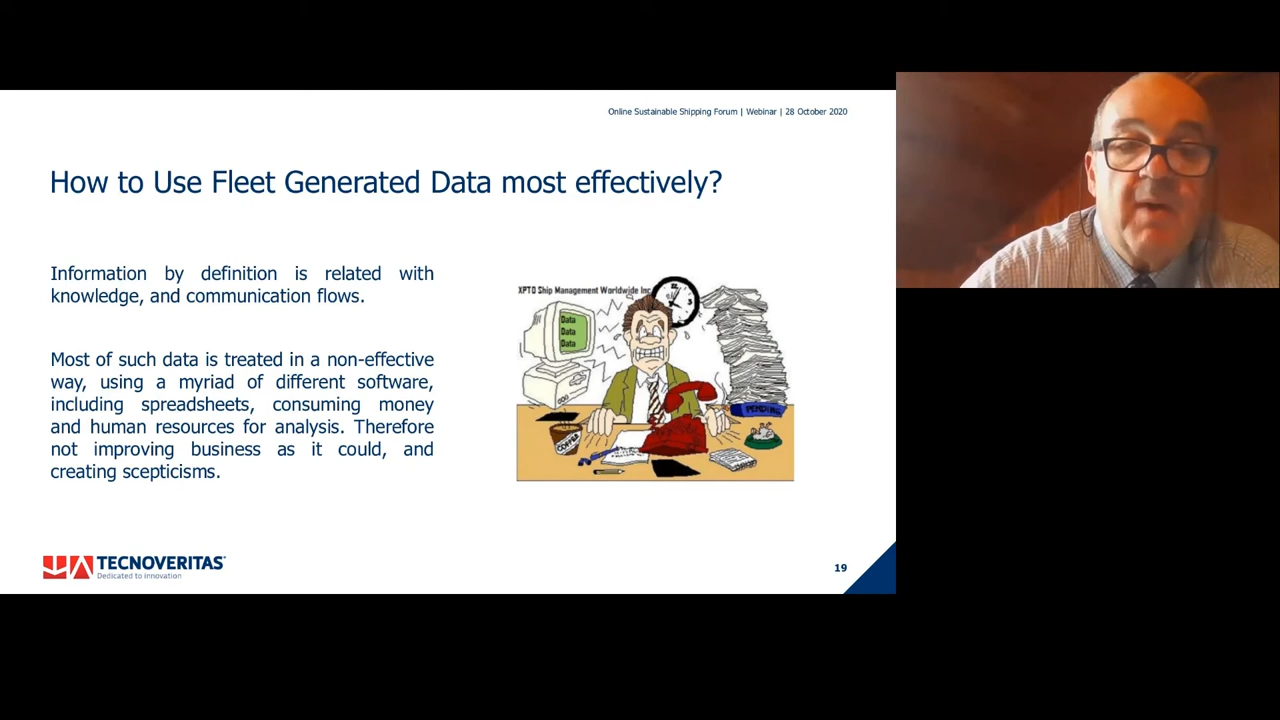 Online Sustainable Shipping Forum | Webinar | 28 October 2020
How to Use Fleet Generated Data most effectively?
Information by definition is related with
knowledge, and communication flows.
Most of such data is treated in a non-effective
way, using a myriad of different software,
including spreadsheets, consuming money
and human resources for analysis. Therefore
not improving business as it could, and
creating scepticisms.
XPTO Ship Management Worldwide Inc
Data
Data
Data
PENDING
COFFEE
TECNOVERITAS
Dedicated to Innovation
19